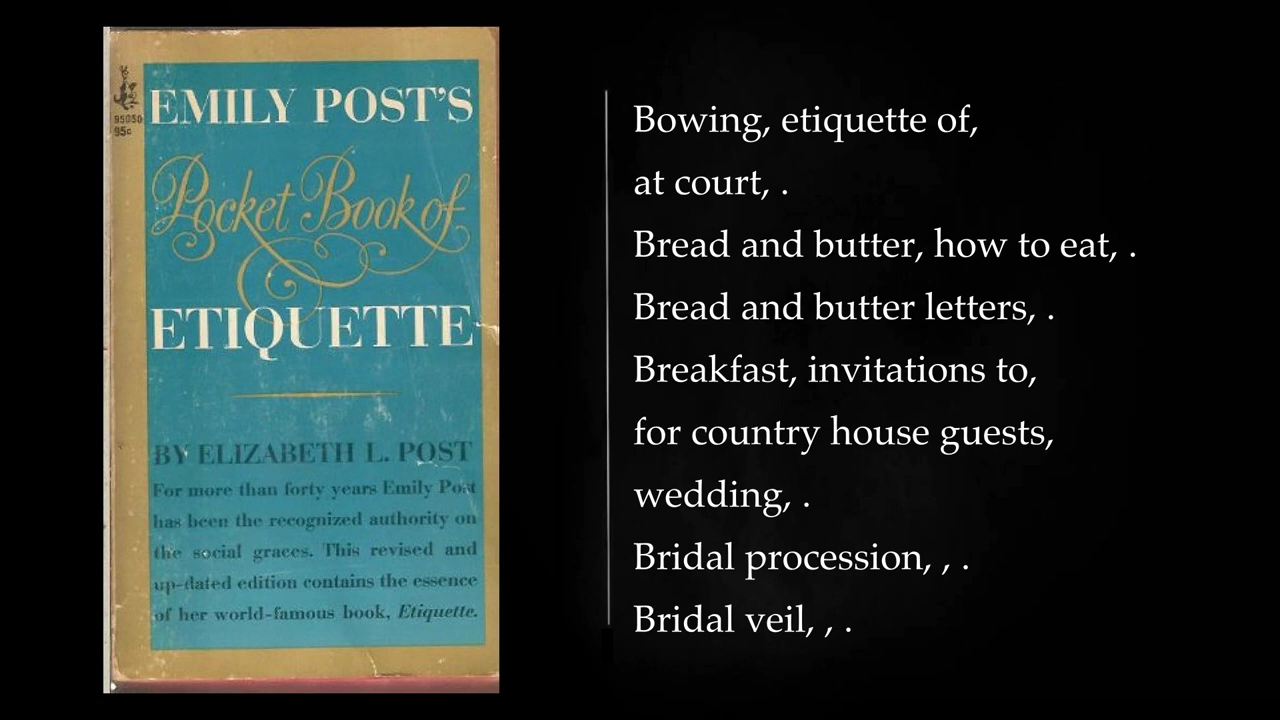 95050
95c
EMILY POST'S
Pocket Book of
ETIQUETTE
BY ELIZABETH L. POST
For more than forty years Emily Post
has been the recognized authority on
the social graces. This revised and
up-dated edition contains the essence
of her world-famous book, Etiquette.
Bowing, etiquette of,
at court, .
Bread and butter, how to eat, .
Bread and butter letters, .
Breakfast, invitations to,
for country house guests,
wedding, .
Bridal procession, , .
Bridal veil, , .